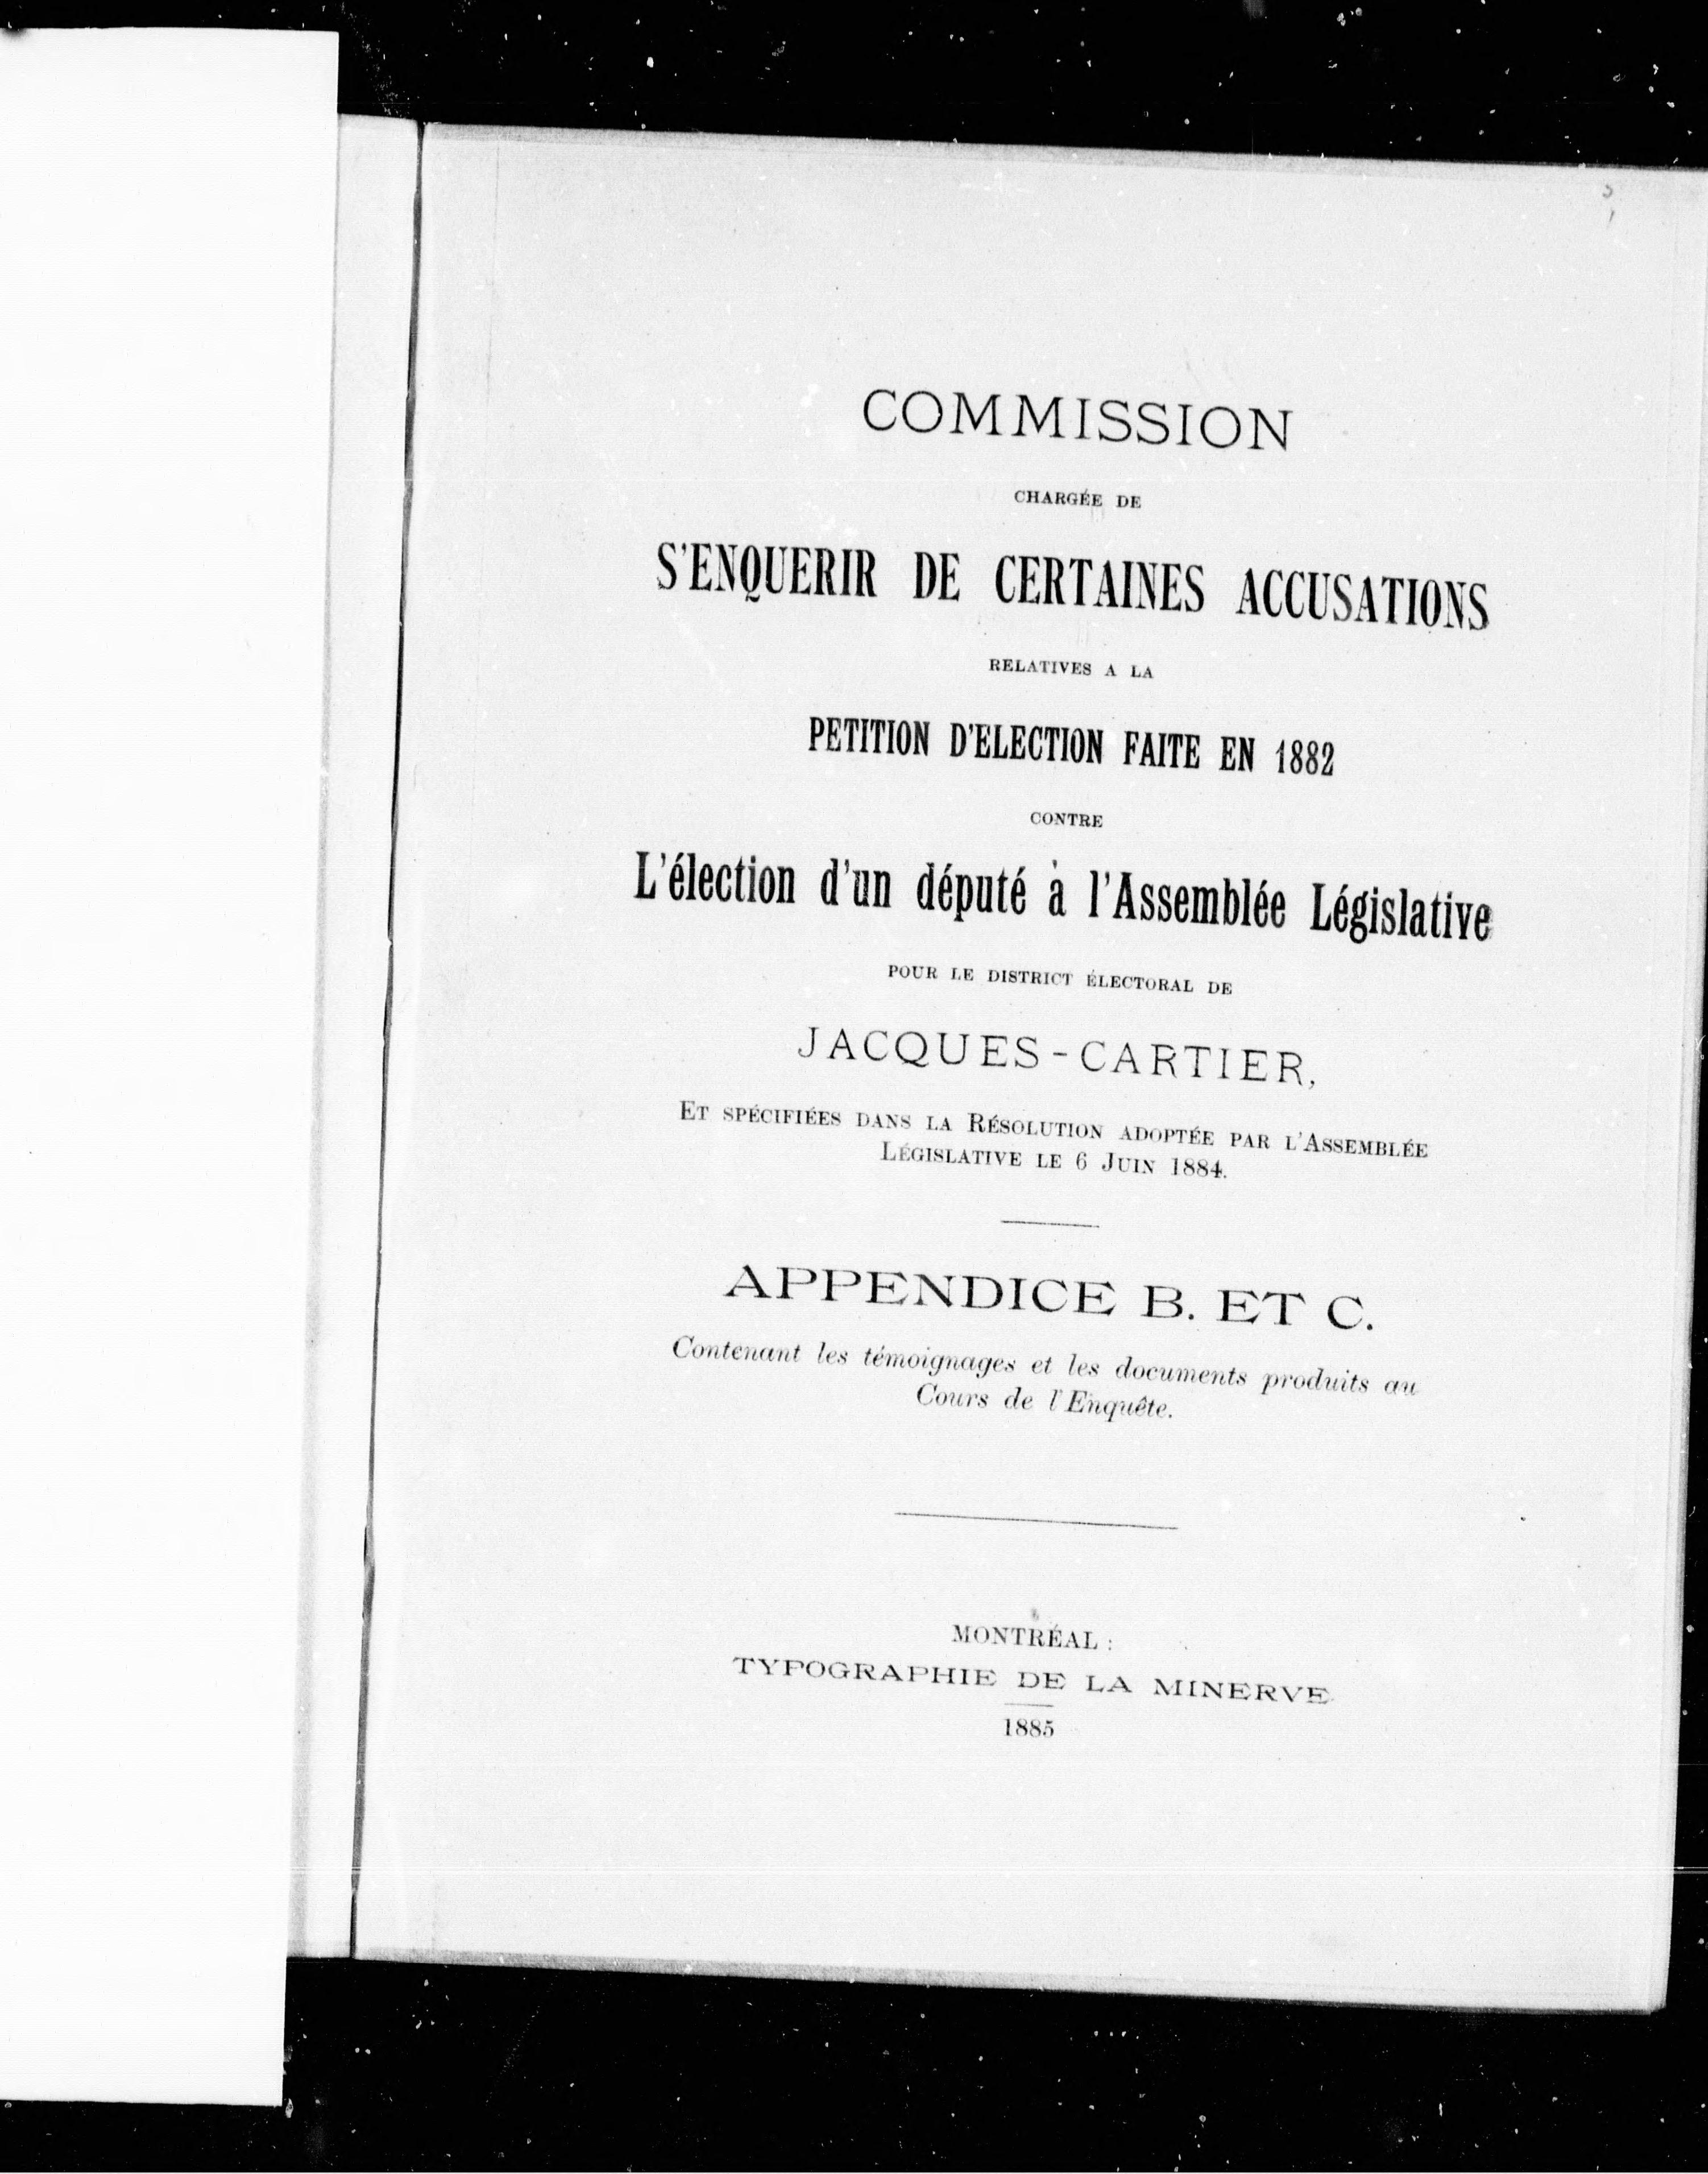 COMMISSION
CHARGÉE DE
S'ENQUERIR DE CERTAINES ACCUSATIONS
RELATIVES A LA
PETITION D'ELECTION FAITE EN 1882
CONTRE
L'élection d'un député à l'Assemblée Législative
POUR LE DISTRICT ÉLECTORAL DE
JACQUES-CARTIER,
ET SPÉCIFIÉES DANS LA RÉSOLUTION ADOPTÉE PAR L'ASSEMBLÉE
LÉGISLATIVE LE 6 JUIN 1884.
APPENDICE B. ET C.
Contenant les témoignages et les documents produits au
Cours de l'Enquête.
MONTRÉAL :
TYPOGRAPHIE DE LA MINERVE
1885